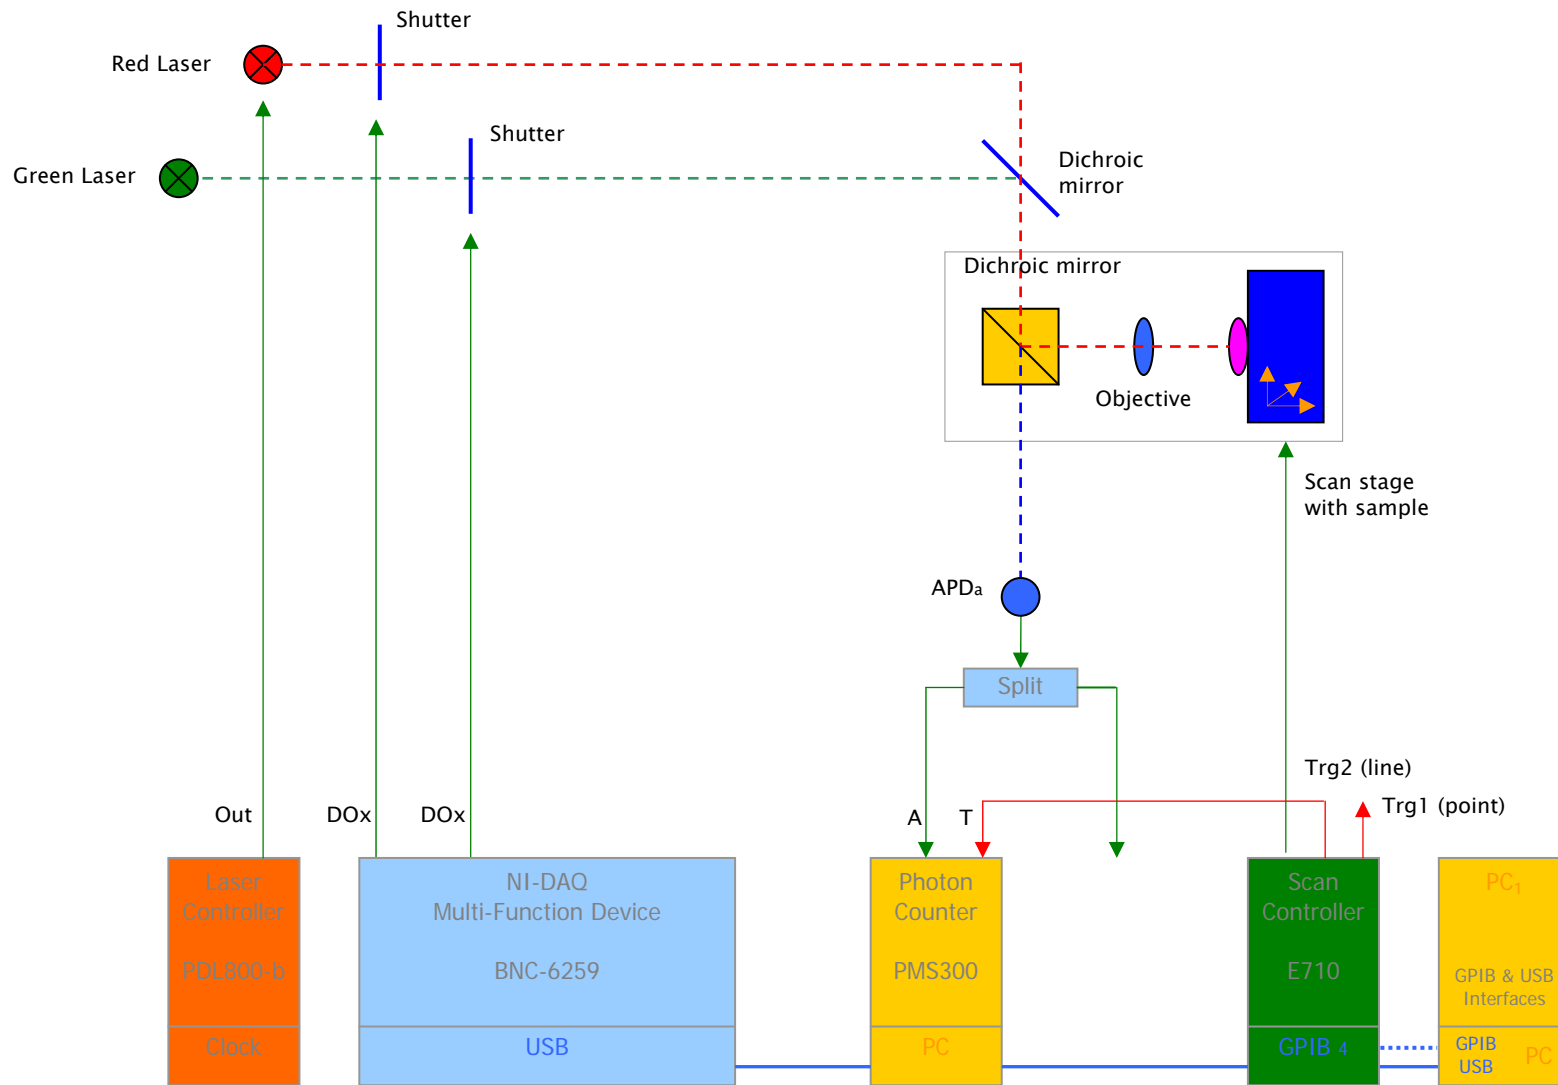 Shutter
Red Laser
Shutter
Green Laser
Dichroic
mirror
Dichroic mirror
Objective
Scan stage
with sample
APDa
Split
Trg2 (line)
Trg1 (point)
Out
DOx
DOx
A
T
Laser
Controller
PDL800-b
Clock
NI-DAQ
Multi-Function Device
BNC-6259
USB
Photon
Counter
PMS300
PC
Scan
Controller
E710
GPIB 4
PC1
GPIB & USB
Interfaces
GPIB
USB
PC